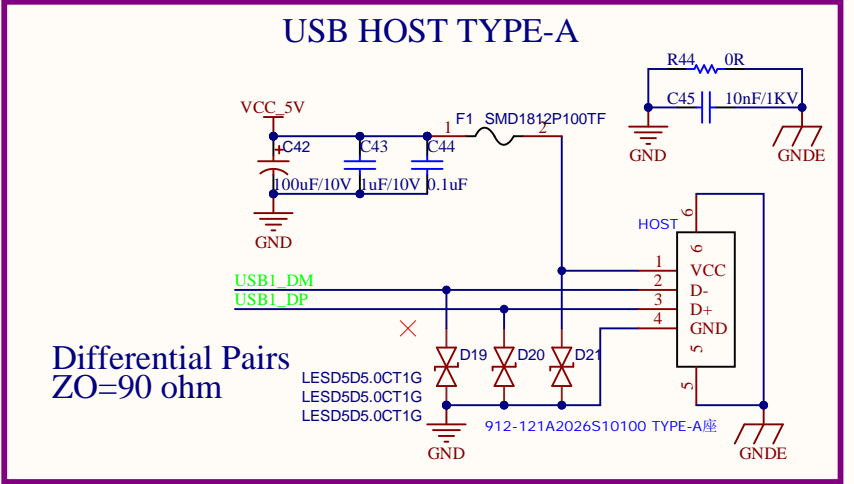 USB HOST TYPE-A
R44 0R
C45 10nF/1KV
GND
GNDE
VCC_5V
1 F1 SMD1812P100TF 2
+ C42 C43 C44
100uF/10V 1uF/10V 0.1uF
GND
HOST
6
6
1 VCC
2 D-
3 D+
4 GND
5
5
USB1_DM
USB1_DP
D19 D20 D21
Differential Pairs
ZO=90 ohm
LESD5D5.0CT1G
LESD5D5.0CT1G
LESD5D5.0CT1G
912-121A2026S10100 TYPE-A座
GND
GNDE